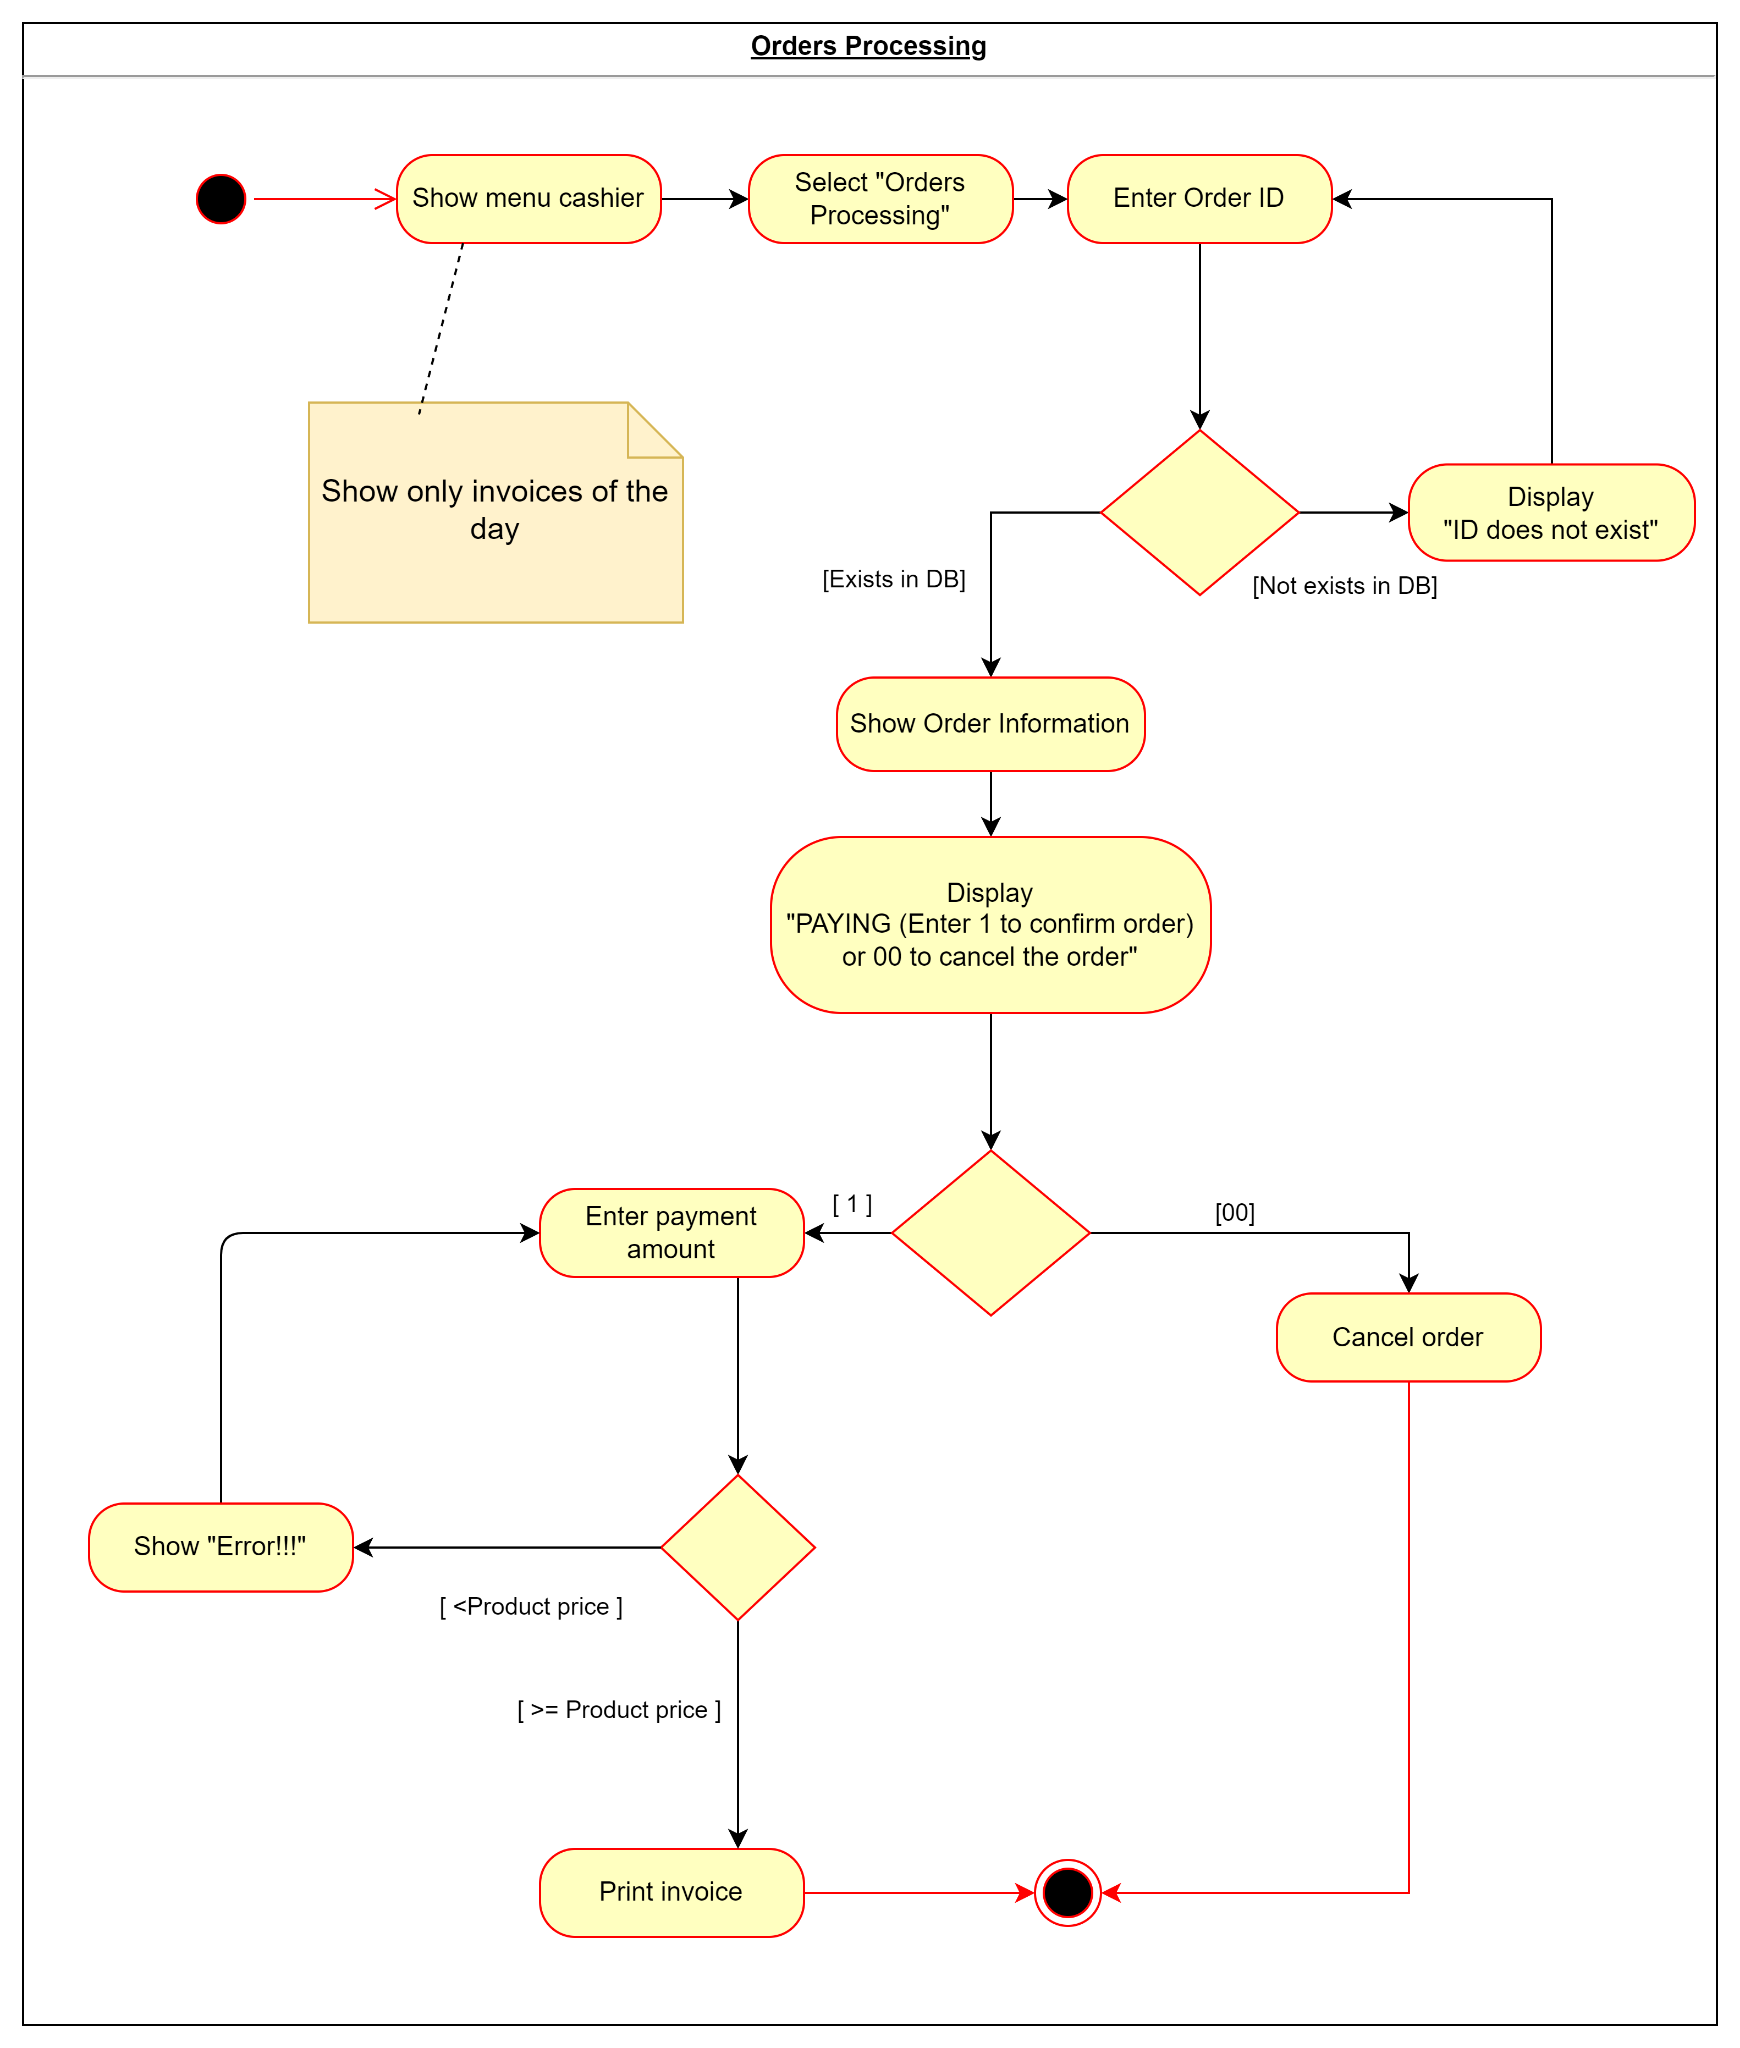 Orders Processing
Show menu cashier
Select "Orders
Processing"
Enter Order ID
Show only invoices of the
day
Display
"ID does not exist"
[Exists in DB]
[Not exists in DB]
Show Order Information
Display
"PAYING (Enter 1 to confirm order)
or 00 to cancel the order"
[ 1 ]
[00]
Enter payment
amount
Cancel order
Show "Error!!!"
[ <Product price ]
[ >= Product price ]
Print invoice